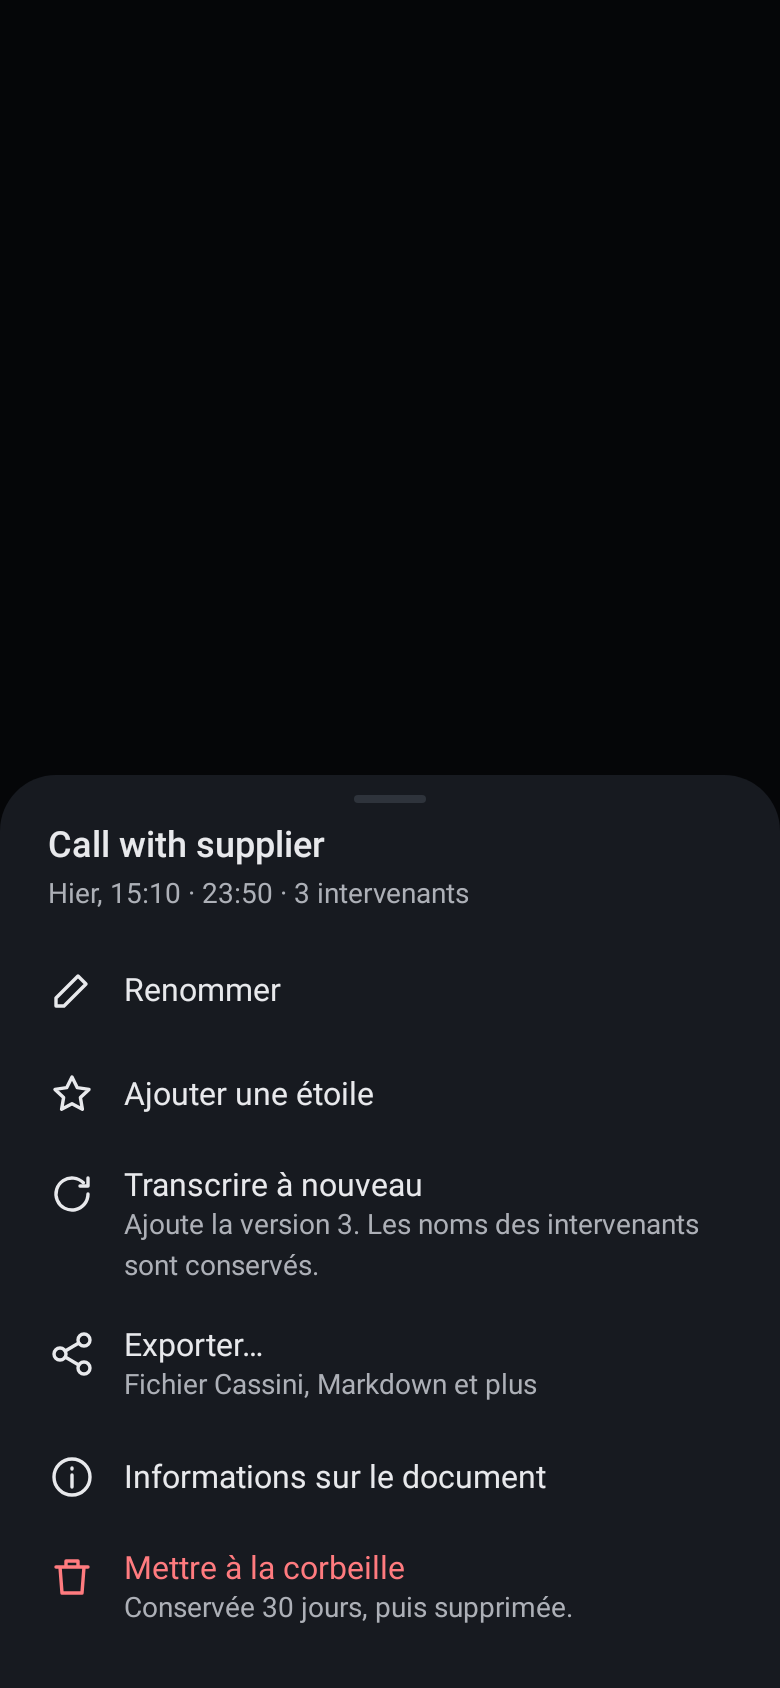 Call with supplier
Hier, 15:10 · 23:50 · 3 intervenants
Renommer
Ajouter une étoile
Transcrire à nouveau
Ajoute la version 3. Les noms des intervenants
sont conservés.
Exporter…
Fichier Cassini, Markdown et plus
Informations sur le document
Mettre à la corbeille
Conservée 30 jours, puis supprimée.